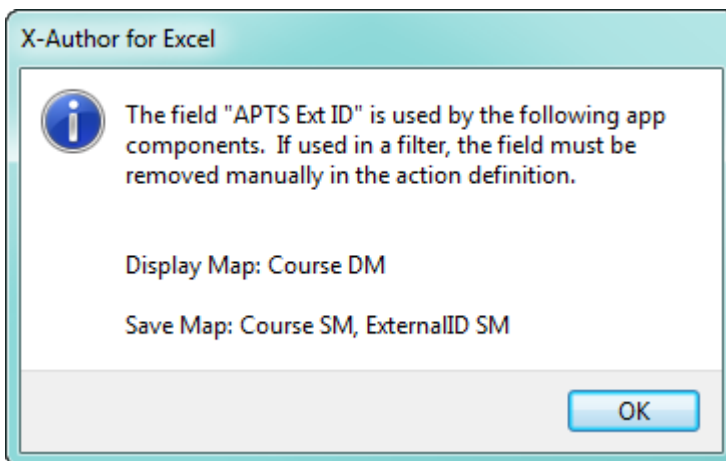 X-Author for Excel
The field "APTS Ext ID" is used by the following app
components.  If used in a filter, the field must be
removed manually in the action definition.
Display Map: Course DM
Save Map: Course SM, ExternalID SM
OK